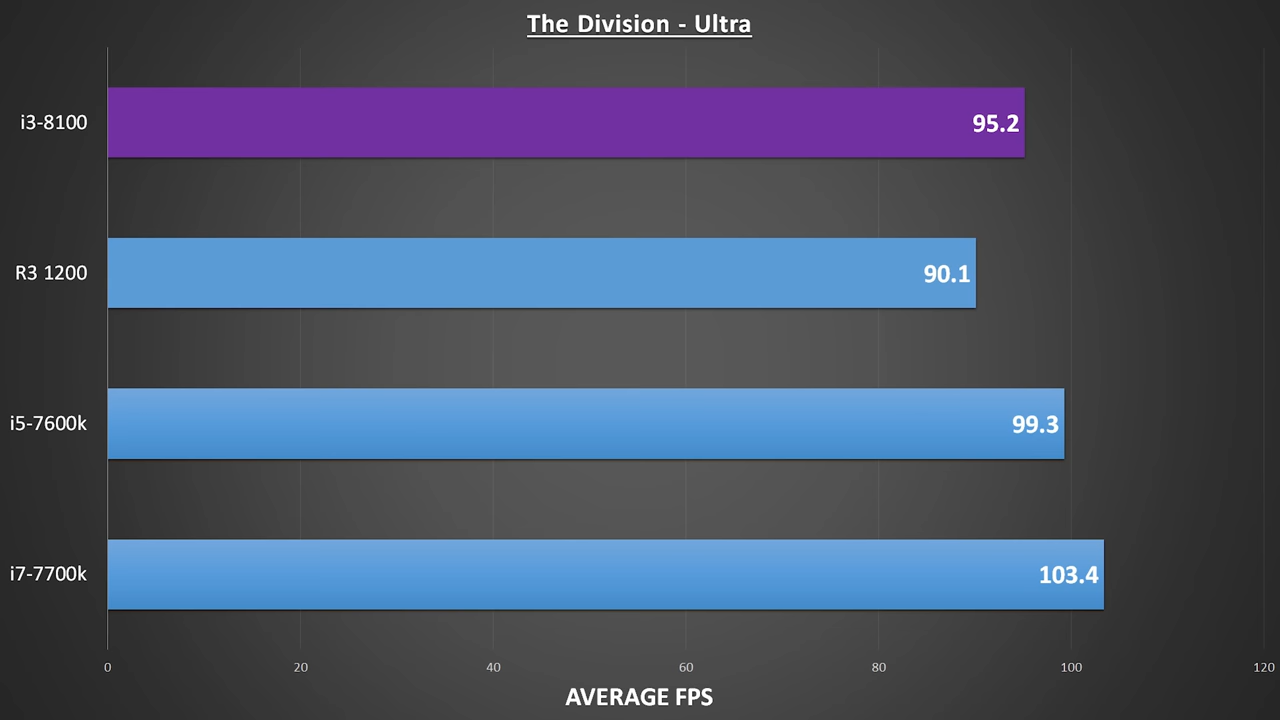 The Division - Ultra
i3-8100
95.2
R3 1200
90.1
i5-7600k
99.3
i7-7700k
103.4
0 20 40 60 80 100 120
AVERAGE FPS